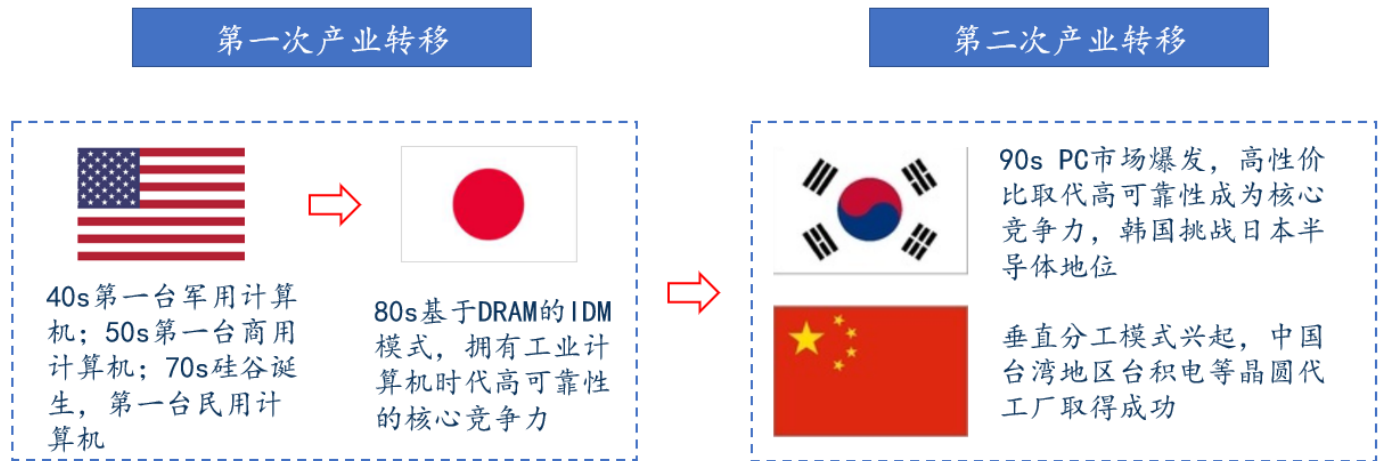 第一次产业转移
第二次产业转移
40s第一台军用计算
机；50s第一台商用
计算机；70s硅谷诞
生，第一台民用计
算机
80s基于DRAM的IDM
模式，拥有工业计
算机时代高可靠性
的核心竞争力
90s PC市场爆发，高性价
比取代高可靠性成为核心
竞争力，韩国挑战日本半
导体地位
垂直分工模式兴起，中国
台湾地区台积电等晶圆代
工厂取得成功